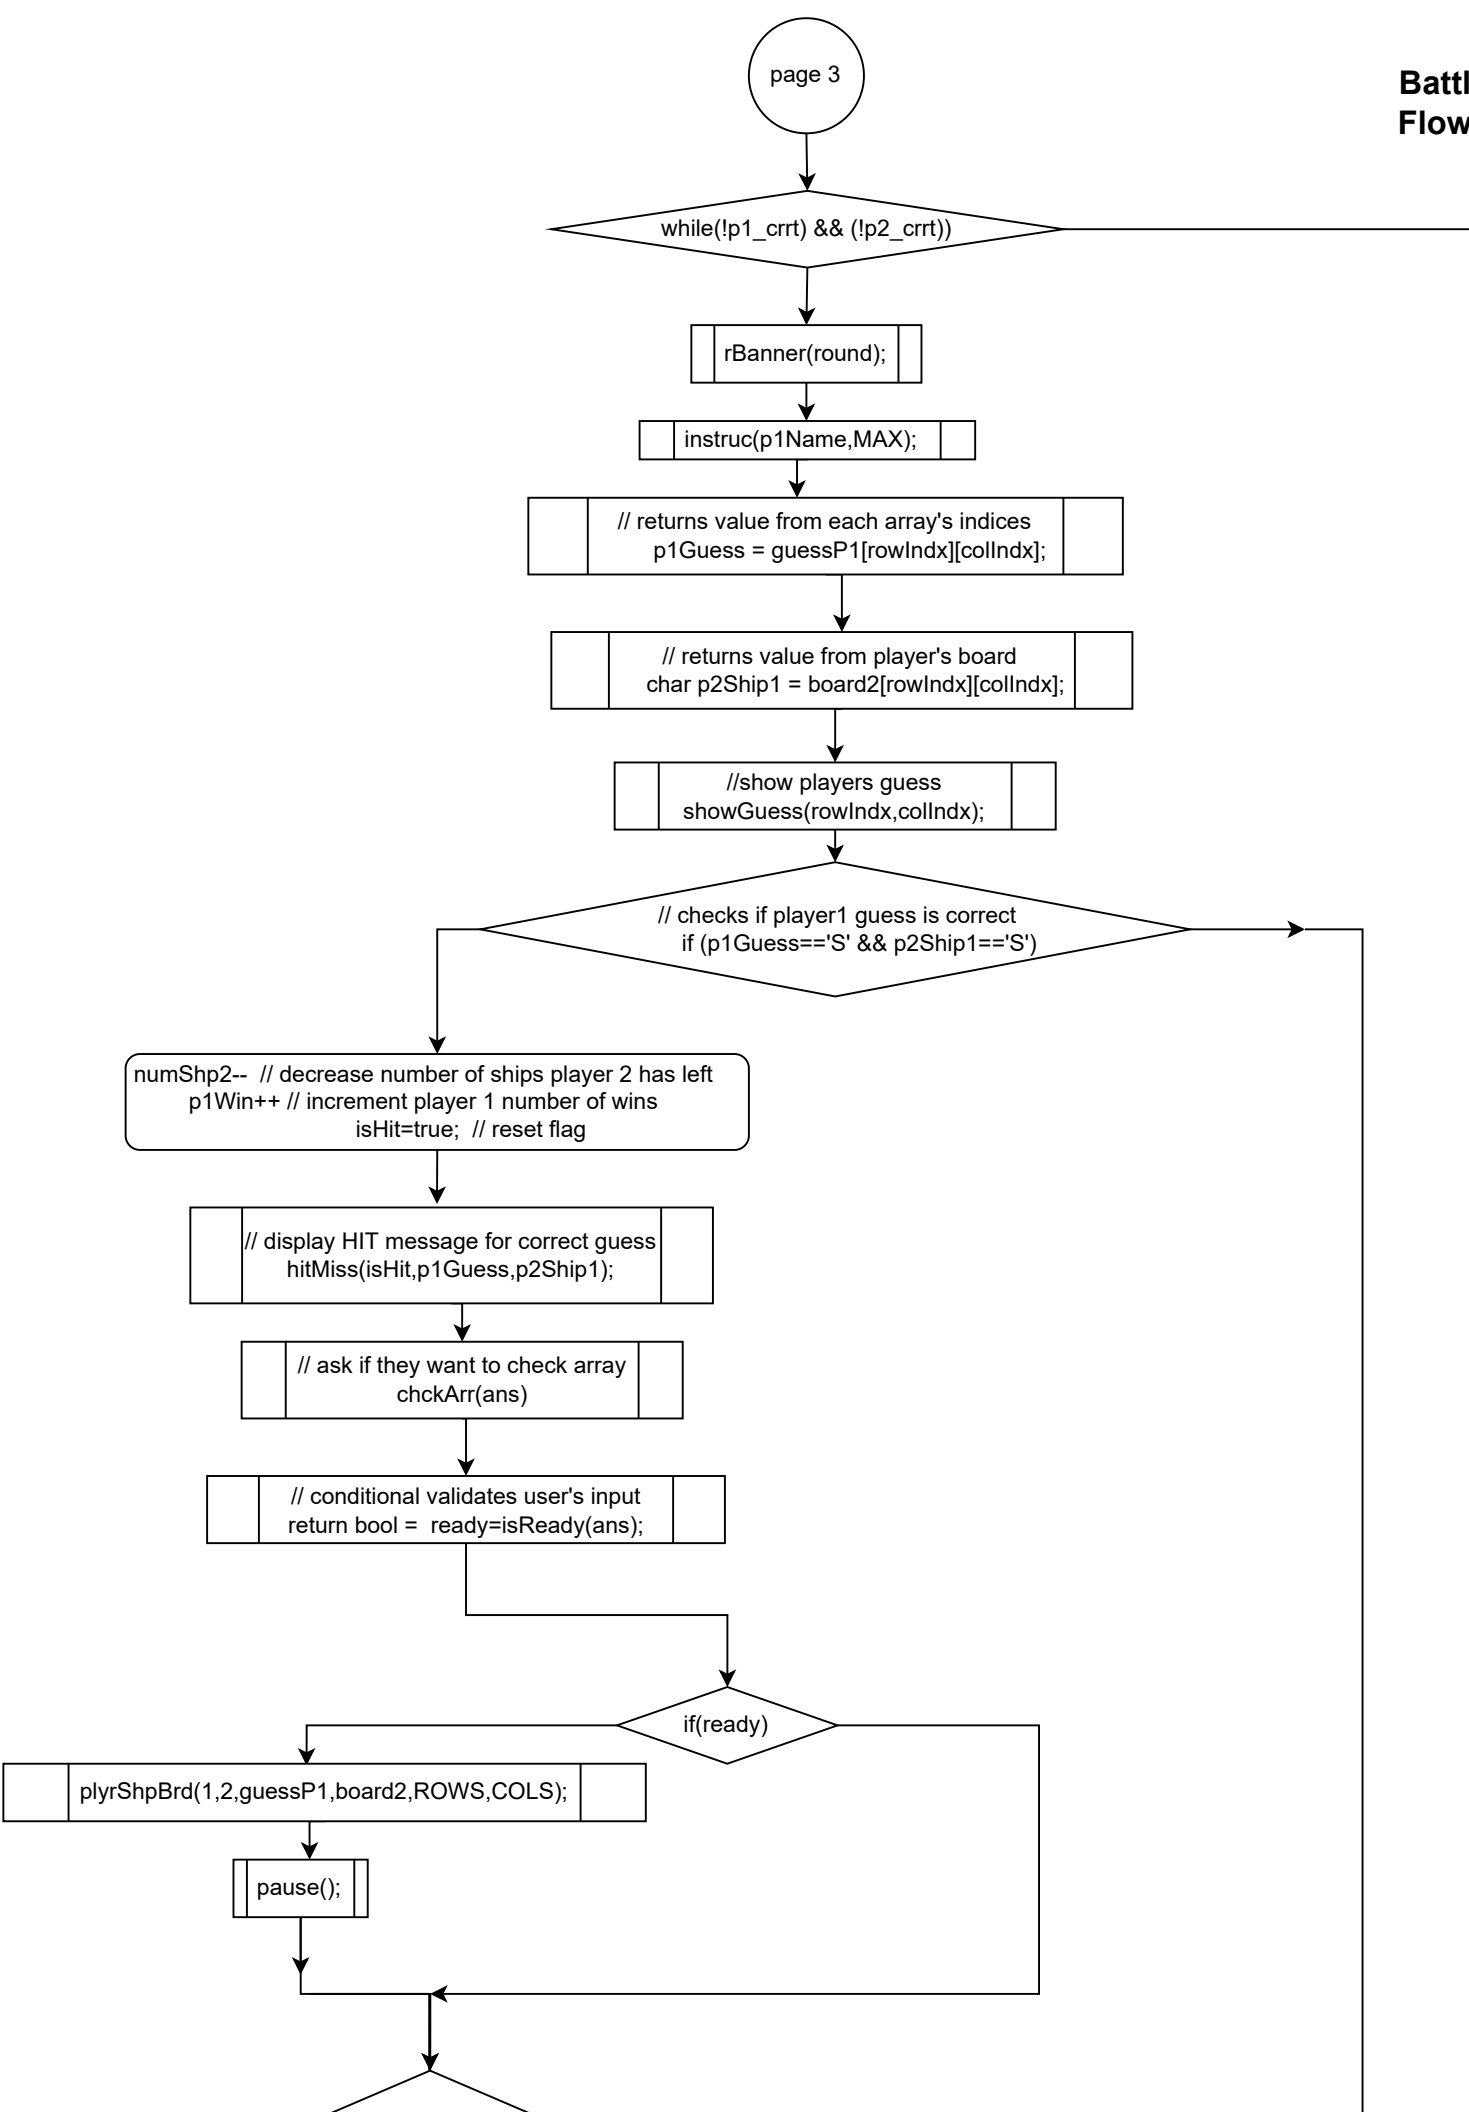 page 3
Battl
Flow
while(!p1_crrt) && (!p2_crrt))
rBanner(round);
instruc(p1Name,MAX);
// returns value from each array's indices
p1Guess = guessP1[rowIndx][colIndx];
// returns value from player's board
char p2Ship1 = board2[rowIndx][colIndx];
//show players guess
showGuess(rowIndx,colIndx);
// checks if player1 guess is correct
if (p1Guess=='S' && p2Ship1=='S')
numShp2-- // decrease number of ships player 2 has left
p1Win++ // increment player 1 number of wins
isHit=true; // reset flag
// display HIT message for correct guess
hitMiss(isHit,p1Guess,p2Ship1);
// ask if they want to check array
chckArr(ans)
// conditional validates user's input
return bool = ready=isReady(ans);
if(ready)
plyrShpBrd(1,2,guessP1,board2,ROWS,COLS);
pause();